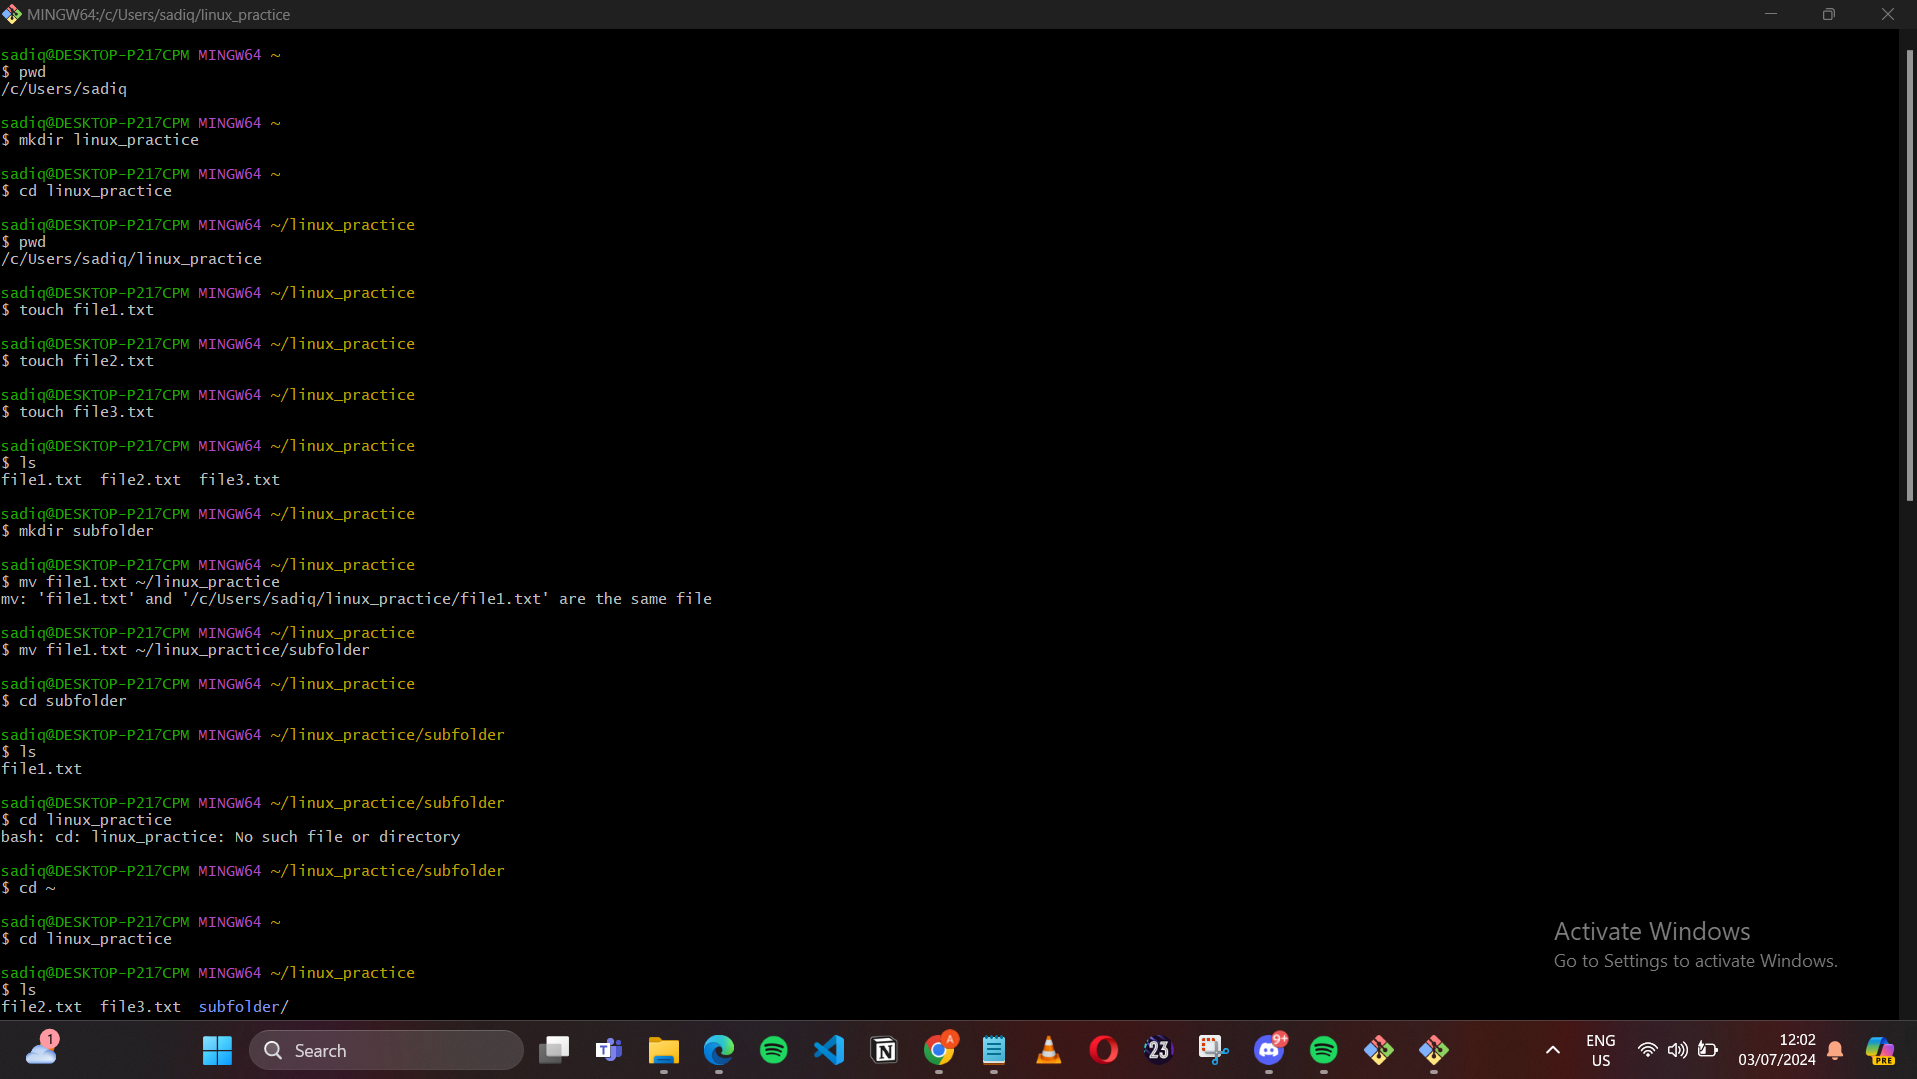 MINGW64:/c/Users/sadiq/linux_practice
sadiq@DESKTOP-P217CPM MINGW64 ~
$ pwd
/c/Users/sadiq
sadiq@DESKTOP-P217CPM MINGW64 ~
$ mkdir linux_practice
sadiq@DESKTOP-P217CPM MINGW64 ~
$ cd linux_practice
sadiq@DESKTOP-P217CPM MINGW64 ~/linux_practice
$ pwd
/c/Users/sadiq/linux_practice
sadiq@DESKTOP-P217CPM MINGW64 ~/linux_practice
$ touch file1.txt
sadiq@DESKTOP-P217CPM MINGW64 ~/linux_practice
$ touch file2.txt
sadiq@DESKTOP-P217CPM MINGW64 ~/linux_practice
$ touch file3.txt
sadiq@DESKTOP-P217CPM MINGW64 ~/linux_practice
$ ls
file1.txt  file2.txt  file3.txt
sadiq@DESKTOP-P217CPM MINGW64 ~/linux_practice
$ mkdir subfolder
sadiq@DESKTOP-P217CPM MINGW64 ~/linux_practice
$ mv file1.txt ~/linux_practice
mv: 'file1.txt' and '/c/Users/sadiq/linux_practice/file1.txt' are the same file
sadiq@DESKTOP-P217CPM MINGW64 ~/linux_practice
$ mv file1.txt ~/linux_practice/subfolder
sadiq@DESKTOP-P217CPM MINGW64 ~/linux_practice
$ cd subfolder
sadiq@DESKTOP-P217CPM MINGW64 ~/linux_practice/subfolder
$ ls
file1.txt
sadiq@DESKTOP-P217CPM MINGW64 ~/linux_practice/subfolder
$ cd linux_practice
bash: cd: linux_practice: No such file or directory
sadiq@DESKTOP-P217CPM MINGW64 ~/linux_practice/subfolder
$ cd ~
sadiq@DESKTOP-P217CPM MINGW64 ~
$ cd linux_practice
sadiq@DESKTOP-P217CPM MINGW64 ~/linux_practice
$ ls
file2.txt  file3.txt  subfolder/
Activate Windows
Go to Settings to activate Windows.
1
Search
A
23
9+
ENG
US
12:02
03/07/2024
PRE